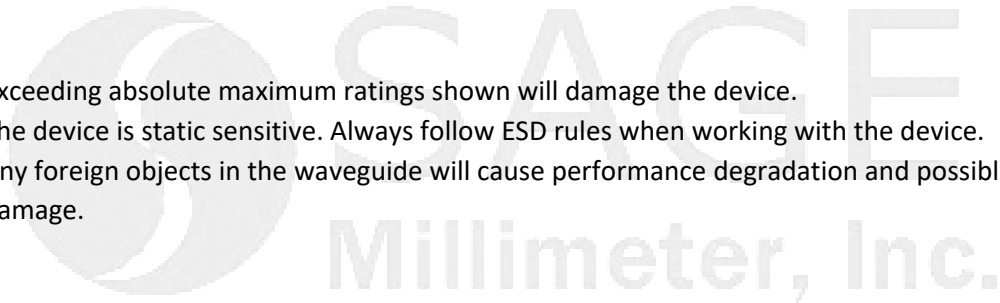 SAGE
xceeding absolute maximum ratings shown will damage the device.
he device is static sensitive. Always follow ESD rules when working with the device.
ny foreign objects in the waveguide will cause performance degradation and possibl
amage.
Millimeter, Inc.